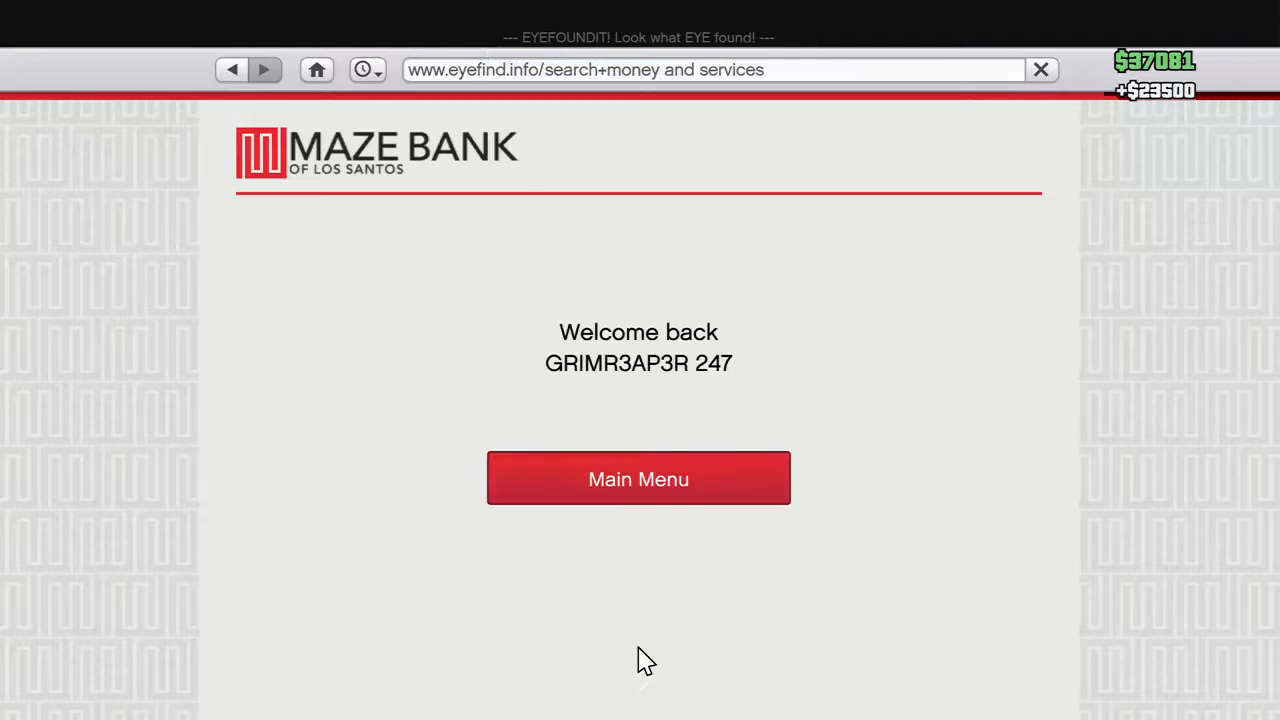 --- EYEFOUNDIT! Look what EYE found! ---
www.eyefind.info/search+money and services
$37081
+$23500
MAZE BANK
OF LOS SANTOS
Welcome back
GRIMR3AP3R 247
Main Menu